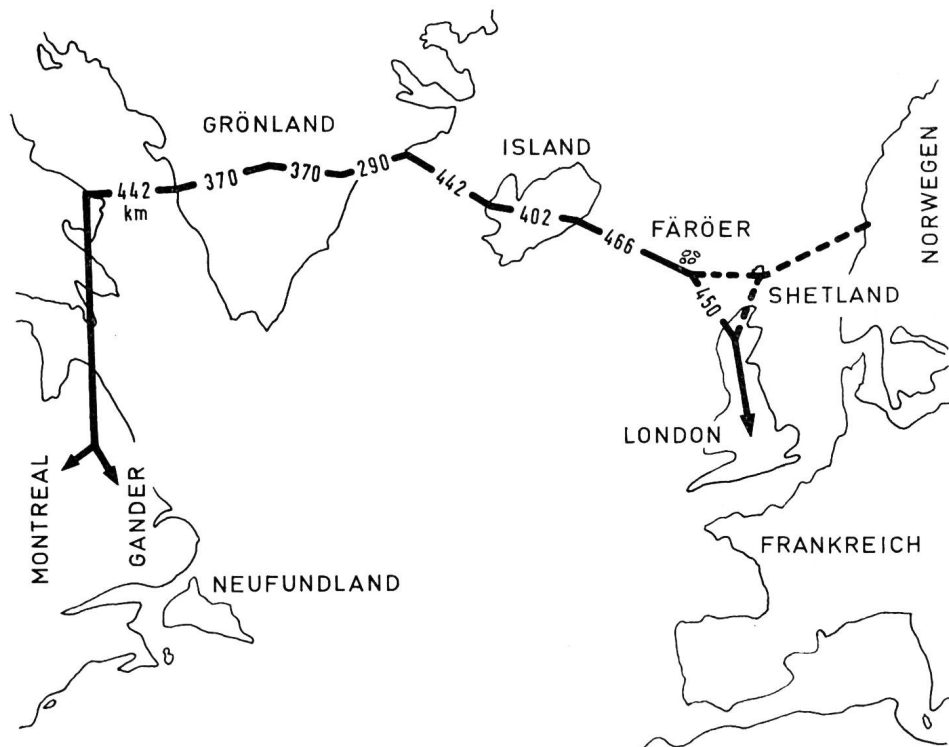 GRÖNLAND
ISLAND
NORWEGEN
442
km
370
370
290
442
402
466
FÄRÖER
450
SHETLAND
LONDON
MONTREAL
GANDER
NEUFUNDLAND
FRANKREICH